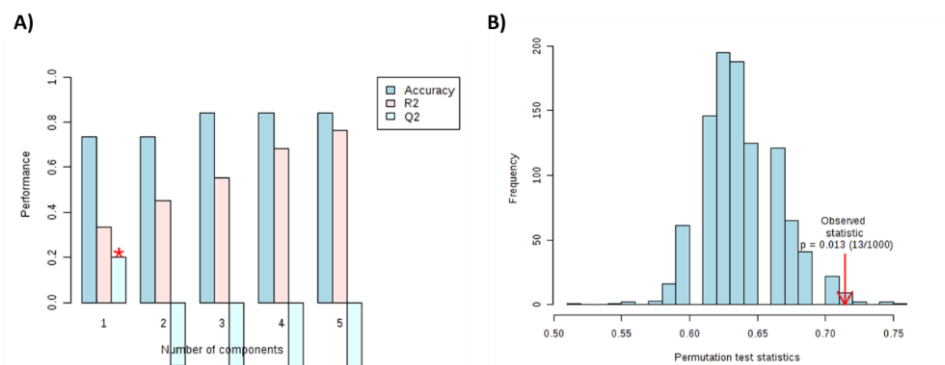 A)
Performance
0.0 0.2 0.4 0.6 0.8 1.0
Accuracy
R2
Q2
*
1 2 3 4 5
Number of components
B)
Frequency
0 50 100 150 200
Observed
statistic
p = 0.013 (13/1000)
0.50 0.55 0.60 0.65 0.70 0.75
Permutation test statistics